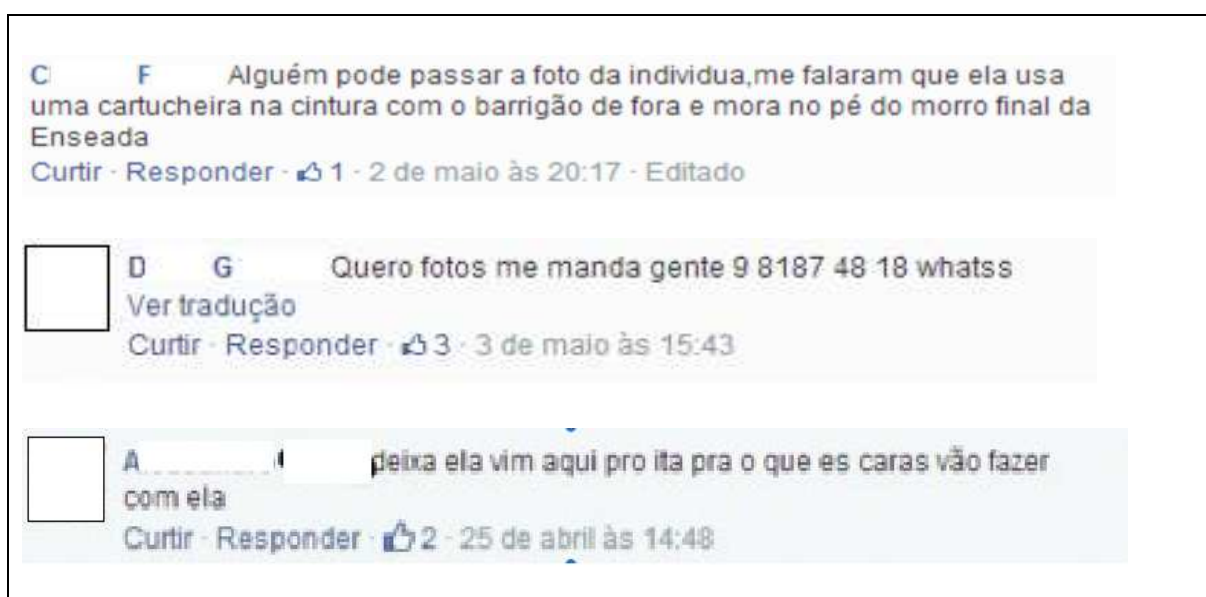 C F Alguém pode passar a foto da individua,me falaram que ela usa
uma cartucheira na cintura com o barrigão de fora e mora no pé do morro final da
Enseada
Curtir · Responder · 1 · 2 de maio às 20:17 · Editado
D G Quero fotos me manda gente 9 8187 48 18 whatss
Ver tradução
Curtir · Responder · 3 · 3 de maio às 15:43
A deixa ela vim aqui pro ita pra o que es caras vão fazer
com ela
Curtir · Responder · 2 · 25 de abril às 14:48